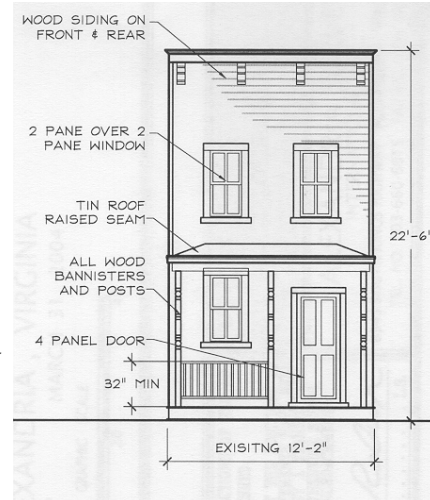 WOOD SIDING ON
FRONT & REAR
2 PANE OVER 2
PANE WINDOW
TIN ROOF
RAISED SEAM
22'-6"
ALL WOOD
BANNISTERS
AND POSTS
4 PANEL DOOR
32" MIN
EXISITNG 12'-2"